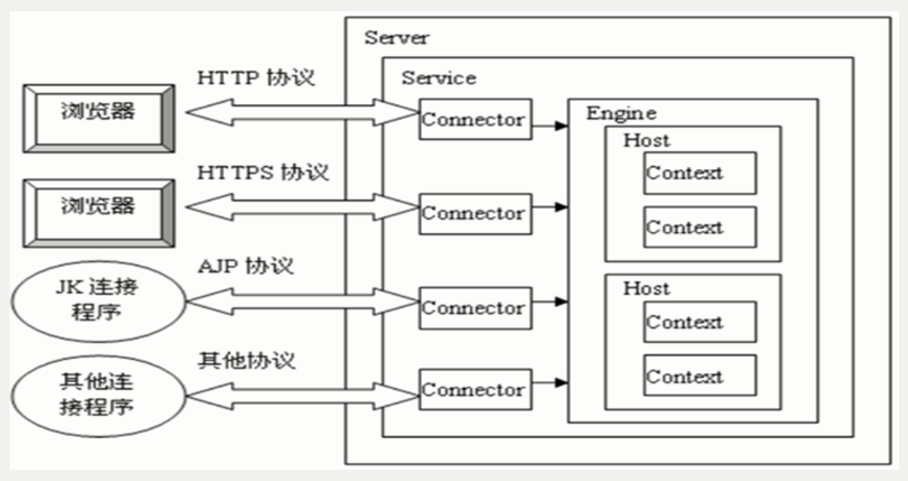 Server
Service
HTTP 协议
浏览器
Connector
Engine
Host
Context
Context
HTTPS 协议
浏览器
Connector
AJP 协议
JK 连接
程序
Connector
Host
Context
Context
其他协议
其他连
接程序
Connector